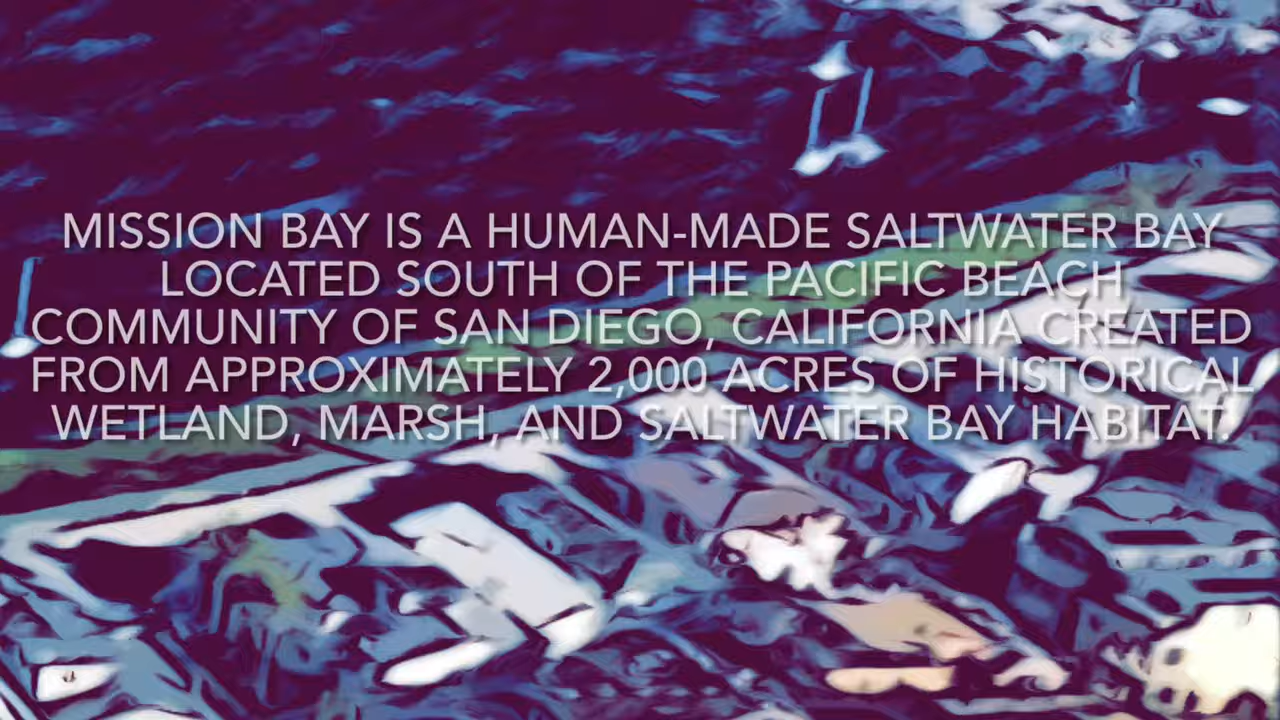 MISSION BAY IS A HUMAN-MADE SALTWATER BAY
LOCATED SOUTH OF THE PACIFIC BEACH
COMMUNITY OF SAN DIEGO, CALIFORNIA CREATED
FROM APPROXIMATELY 2,000 ACRES OF HISTORICAL
WETLAND, MARSH, AND SALTWATER BAY HABITAT.